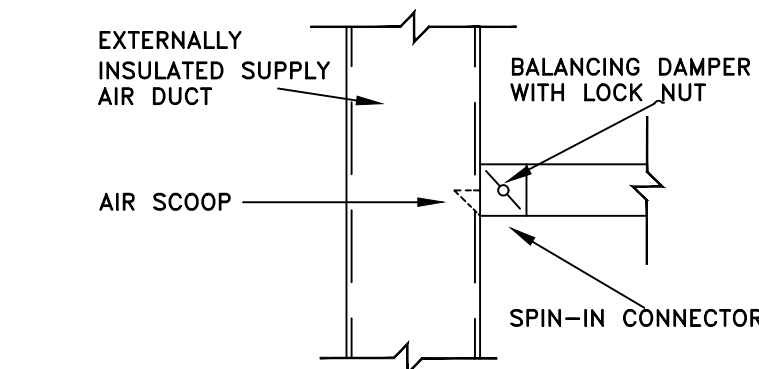 EXTERNALLY
INSULATED SUPPLY
AIR DUCT
BALANCING DAMPER
WITH LOCK NUT
AIR SCOOP
SPIN-IN CONNECTOR